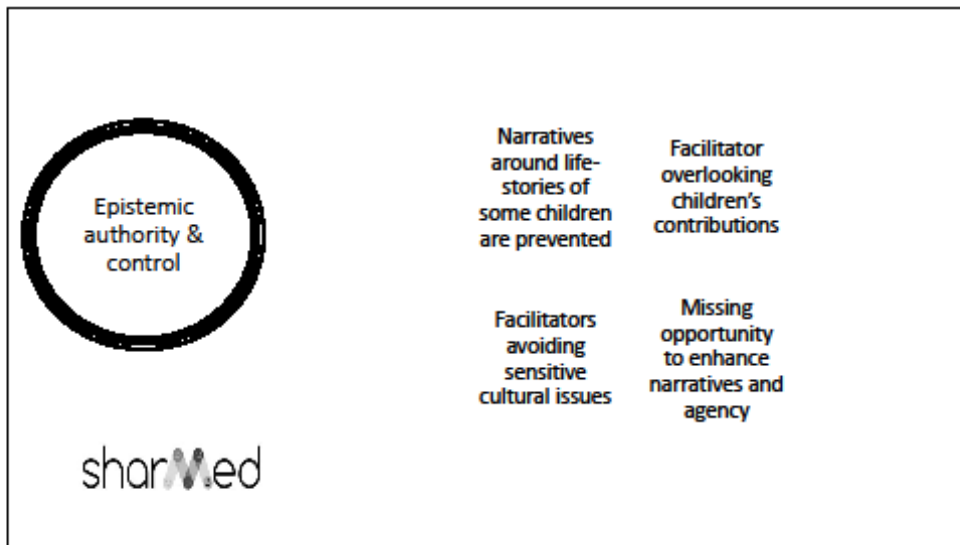 Epistemic
authority &
control
Narratives
around life-
stories of
some children
are prevented
Facilitator
overlooking
children's
contributions
Facilitators
avoiding
sensitive
cultural issues
Missing
opportunity
to enhance
narratives and
agency
sharMed